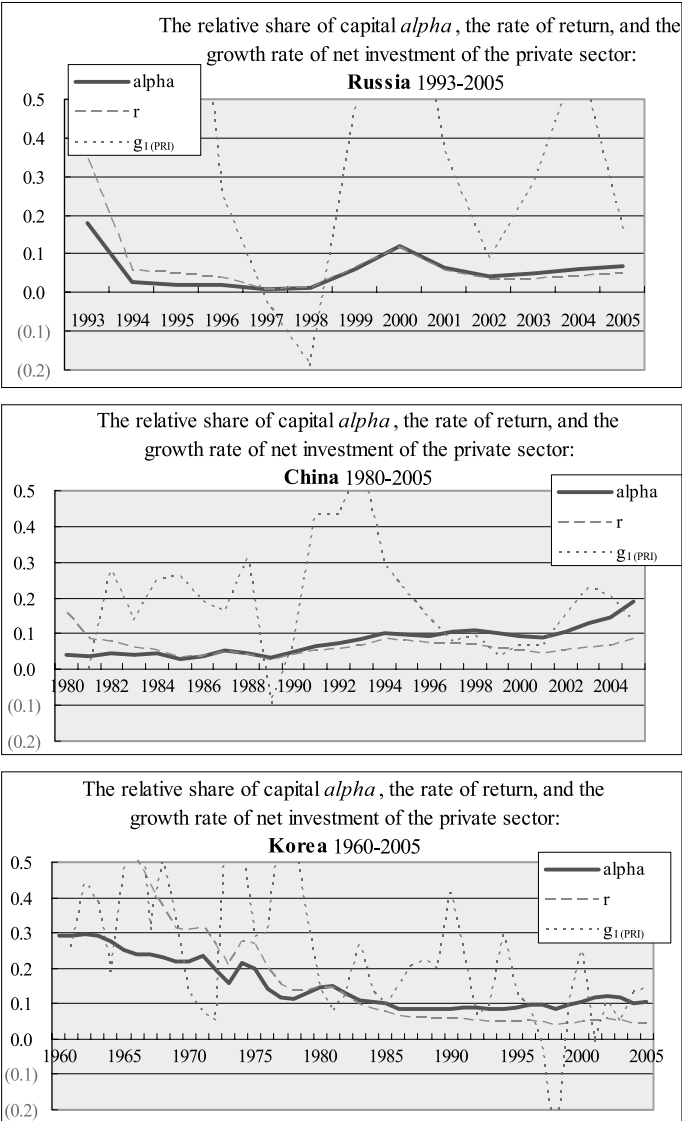 The relative share of capital alpha, the rate of return, and the
growth rate of net investment of the private sector:
Russia 1993-2005
alpha
r
g I (PRI)
0.5
0.4
0.3
0.2
0.1
0.0
(0.1)
(0.2)
1993 1994 1995 1996 1997 1998 1999 2000 2001 2002 2003 2004 2005
The relative share of capital alpha, the rate of return, and the
growth rate of net investment of the private sector:
China 1980-2005
alpha
r
g I (PRI)
0.5
0.4
0.3
0.2
0.1
0.0
(0.1)
(0.2)
1980 1982 1984 1986 1988 1990 1992 1994 1996 1998 2000 2002 2004
The relative share of capital alpha, the rate of return, and the
growth rate of net investment of the private sector:
Korea 1960-2005
alpha
r
g I (PRI)
0.5
0.4
0.3
0.2
0.1
0.0
(0.1)
(0.2)
1960 1965 1970 1975 1980 1985 1990 1995 2000 2005